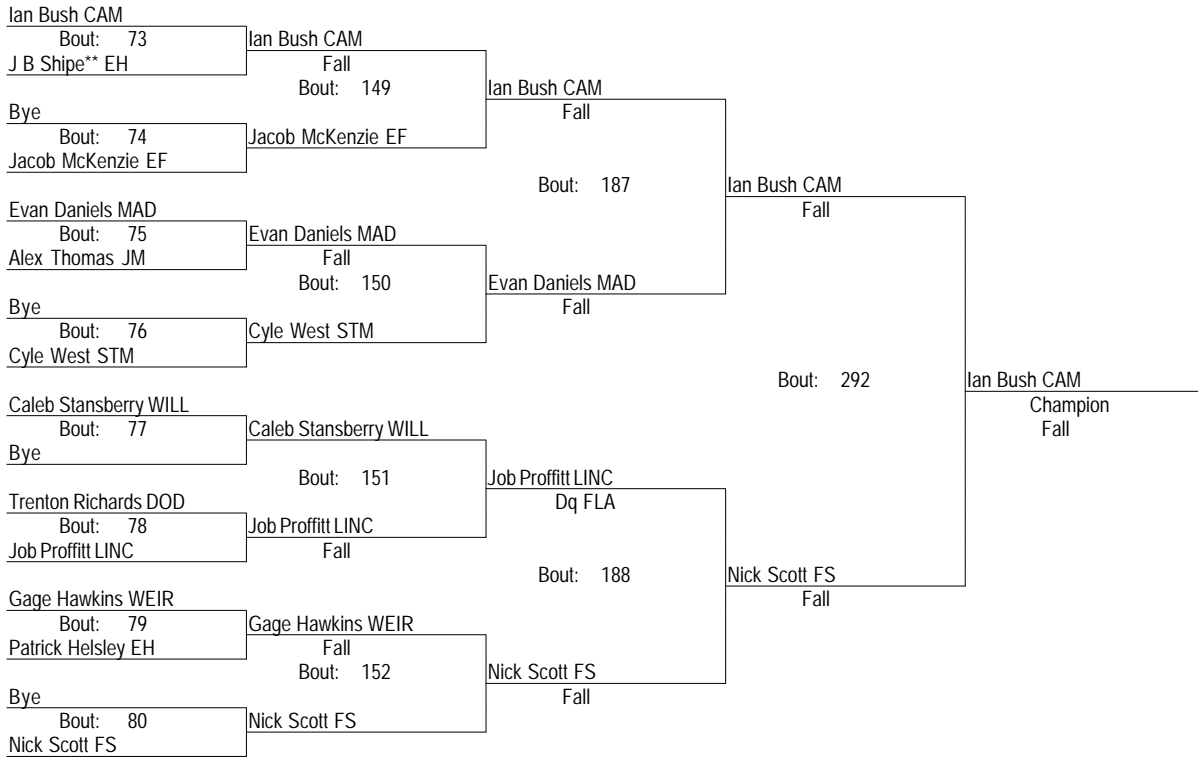 Ian Bush CAM
Bout: 73
J B Shipe** EH
Ian Bush CAM
Fall
Bout: 149
Ian Bush CAM
Fall
Bye
Bout: 74
Jacob McKenzie EF
Jacob McKenzie EF
Bout: 187
Ian Bush CAM
Fall
Evan Daniels MAD
Bout: 75
Alex Thomas JM
Evan Daniels MAD
Fall
Bout: 150
Evan Daniels MAD
Fall
Bye
Bout: 76
Cyle West STM
Cyle West STM
Bout: 292
Ian Bush CAM
Champion
Fall
Caleb Stansberry WILL
Bout: 77
Bye
Caleb Stansberry WILL
Bout: 151
Job Proffitt LINC
Dq FLA
Trenton Richards DOD
Bout: 78
Job Proffitt LINC
Job Proffitt LINC
Fall
Bout: 188
Nick Scott FS
Fall
Gage Hawkins WEIR
Bout: 79
Patrick Helsley EH
Gage Hawkins WEIR
Fall
Bout: 152
Nick Scott FS
Fall
Bye
Bout: 80
Nick Scott FS
Nick Scott FS